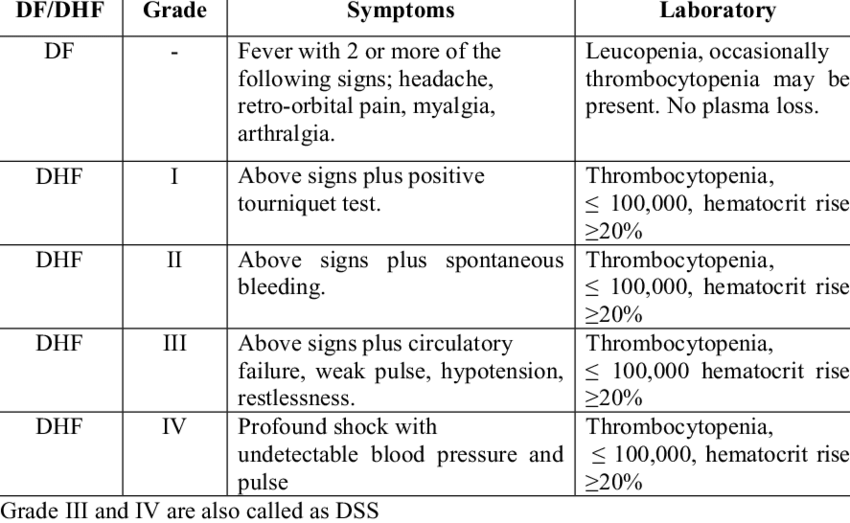 DF/DHF Grade Symptoms Laboratory
DF - Fever with 2 or more of the Leucopenia, occasionally
following signs; headache, thrombocytopenia may be
retro-orbital pain, myalgia, present. No plasma loss.
arthralgia.
DHF I Above signs plus positive Thrombocytopenia,
tourniquet test. ≤ 100,000, hematocrit rise
≥20%
DHF II Above signs plus spontaneous Thrombocytopenia,
bleeding. ≤ 100,000, hematocrit rise
≥20%
DHF III Above signs plus circulatory Thrombocytopenia,
failure, weak pulse, hypotension, ≤ 100,000 hematocrit rise
restlessness. ≥20%
DHF IV Profound shock with Thrombocytopenia,
undetectable blood pressure and ≤ 100,000, hematocrit rise
pulse ≥20%
Grade III and IV are also called as DSS